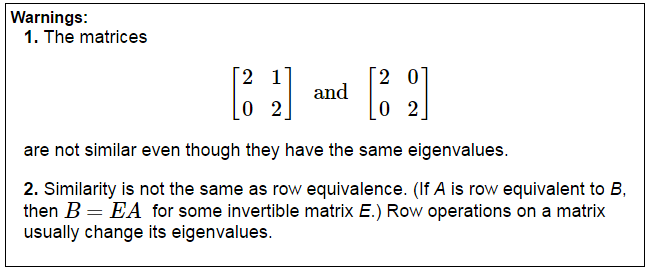 Warnings:
1. The matrices
[2 1
0 2] and [2 0
0 2]
are not similar even though they have the same eigenvalues.
2. Similarity is not the same as row equivalence. (If A is row equivalent to B,
then B = EA for some invertible matrix E.) Row operations on a matrix
usually change its eigenvalues.